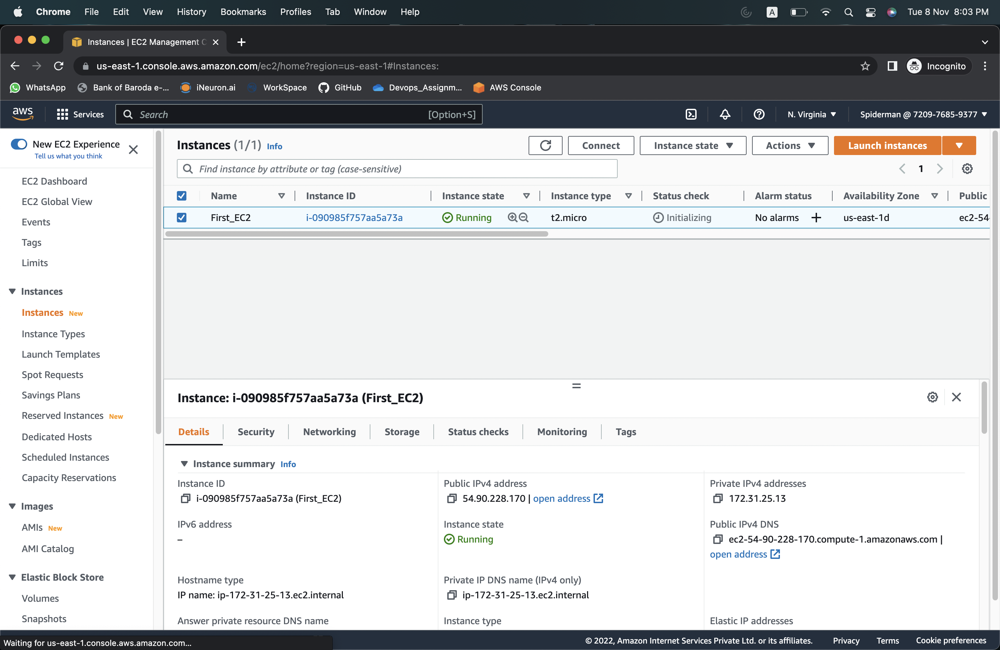 Chrome File Edit View History Bookmarks Profiles Tab Window Help A Tue 8 Nov 8:03 PM
Instances | EC2 Management C
us-east-1.console.aws.amazon.com/ec2/home?region=us-east-1#Instances: Incognito
WhatsApp Bank of Baroda e-... iNeuron.ai WorkSpace GitHub Devops_Assignm... AWS Console
aws Services Search [Option+S] N. Virginia Spiderman @ 7209-7685-9377
New EC2 Experience
Tell us what you think
EC2 Dashboard
EC2 Global View
Events
Tags
Limits
Instances
Instances New
Instance Types
Launch Templates
Spot Requests
Savings Plans
Reserved Instances New
Dedicated Hosts
Scheduled Instances
Capacity Reservations
Images
AMIs New
AMI Catalog
Elastic Block Store
Volumes
Snapshots
Instances (1/1) Info Connect Instance state Actions Launch instances
Find instance by attribute or tag (case-sensitive) 1
Name Instance ID Instance state Instance type Status check Alarm status Availability Zone Public
First_EC2 i-090985f757aa5a73a Running t2.micro Initializing No alarms + us-east-1d ec2-54-
Instance: i-090985f757aa5a73a (First_EC2)
Details Security Networking Storage Status checks Monitoring Tags
Instance summary Info
Instance ID Public IPv4 address Private IPv4 addresses
i-090985f757aa5a73a (First_EC2) 54.90.228.170 | open address 172.31.25.13
IPv6 address Instance state Public IPv4 DNS
– Running ec2-54-90-228-170.compute-1.amazonaws.com |
open address
Hostname type Private IP DNS name (IPv4 only)
IP name: ip-172-31-25-13.ec2.internal ip-172-31-25-13.ec2.internal
Answer private resource DNS name Instance type Elastic IP addresses
Waiting for us-east-1.console.aws.amazon.com... © 2022, Amazon Internet Services Private Ltd. or its affiliates. Privacy Terms Cookie preferences